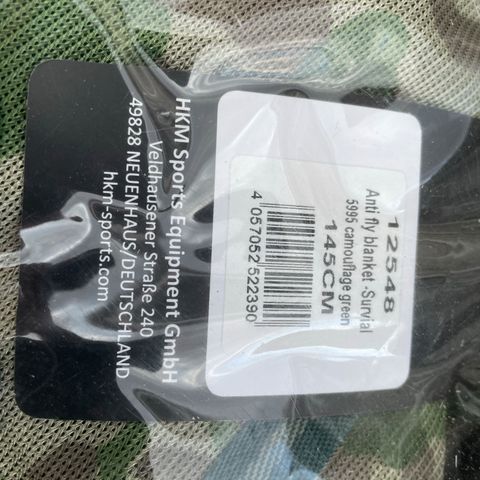 12548
Anti fly blanket -Survial
5995 camouflage green
145CM
4 057052 522390
HKM Sports Equipment GmbH
Veldhausener Straße 240
49828 NEUENHAUS/DEUTSCHLAND
hkm-sports.com